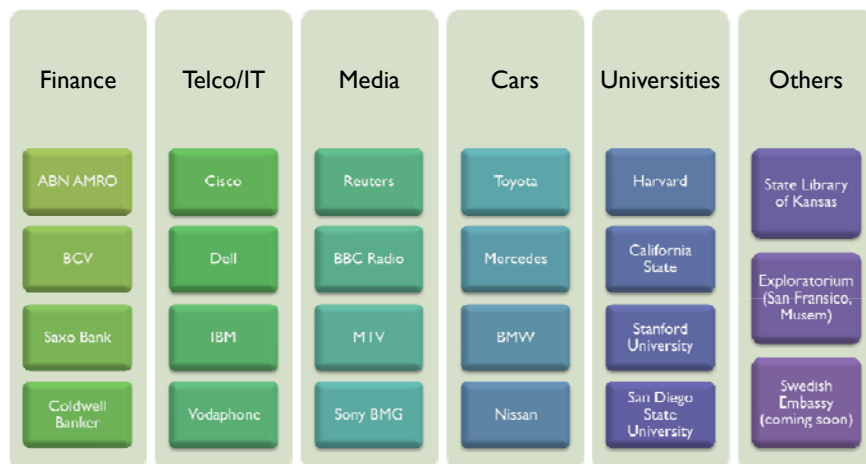 Finance
ABN AMRO
BCV
Saxo Bank
Coldwell
Banker
Telco/IT
Cisco
Dell
IBM
Vodaphone
Media
Reuters
BBC Radio
MTV
Sony BMG
Cars
Toyota
Mercedes
BMW
Nissan
Universities
Harvard
California
State
Stanford
University
San Diego
State
University
Others
State Library
of Kansas
Exploratorium
(San Fransico,
Musem)
Swedish
Embassy
(coming soon)